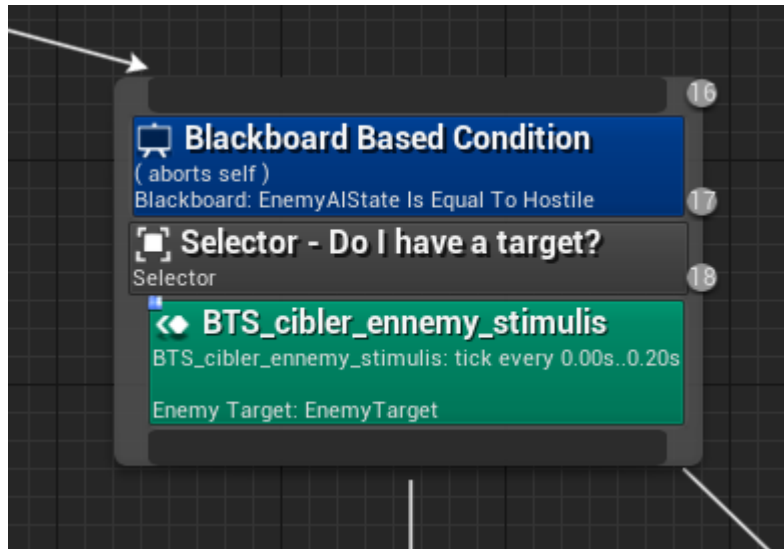 16
Blackboard Based Condition
( aborts self )
Blackboard: EnemyAIState Is Equal To Hostile
17
Selector - Do I have a target?
Selector
18
BTS_cibler_ennemy_stimulis
BTS_cibler_ennemy_stimulis: tick every 0.00s..0.20s
Enemy Target: EnemyTarget